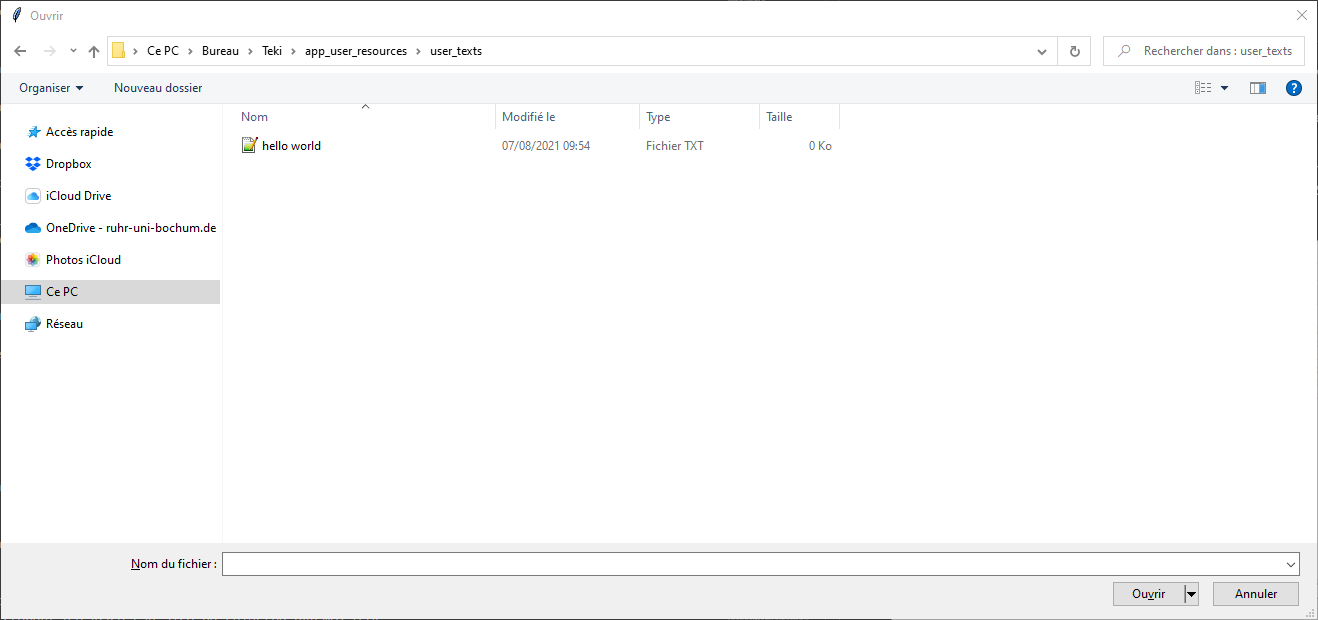 Ouvrir
Ce PC Bureau Teki app_user_resources user_texts Rechercher dans : user_texts
Organiser Nouveau dossier ?
Nom Modifié le Type Taille
hello world 07/08/2021 09:54 Fichier TXT 0 Ko
Accès rapide
Dropbox
iCloud Drive
OneDrive - ruhr-uni-bochum.de
Photos iCloud
Ce PC
Réseau
Nom du fichier :
Ouvrir Annuler